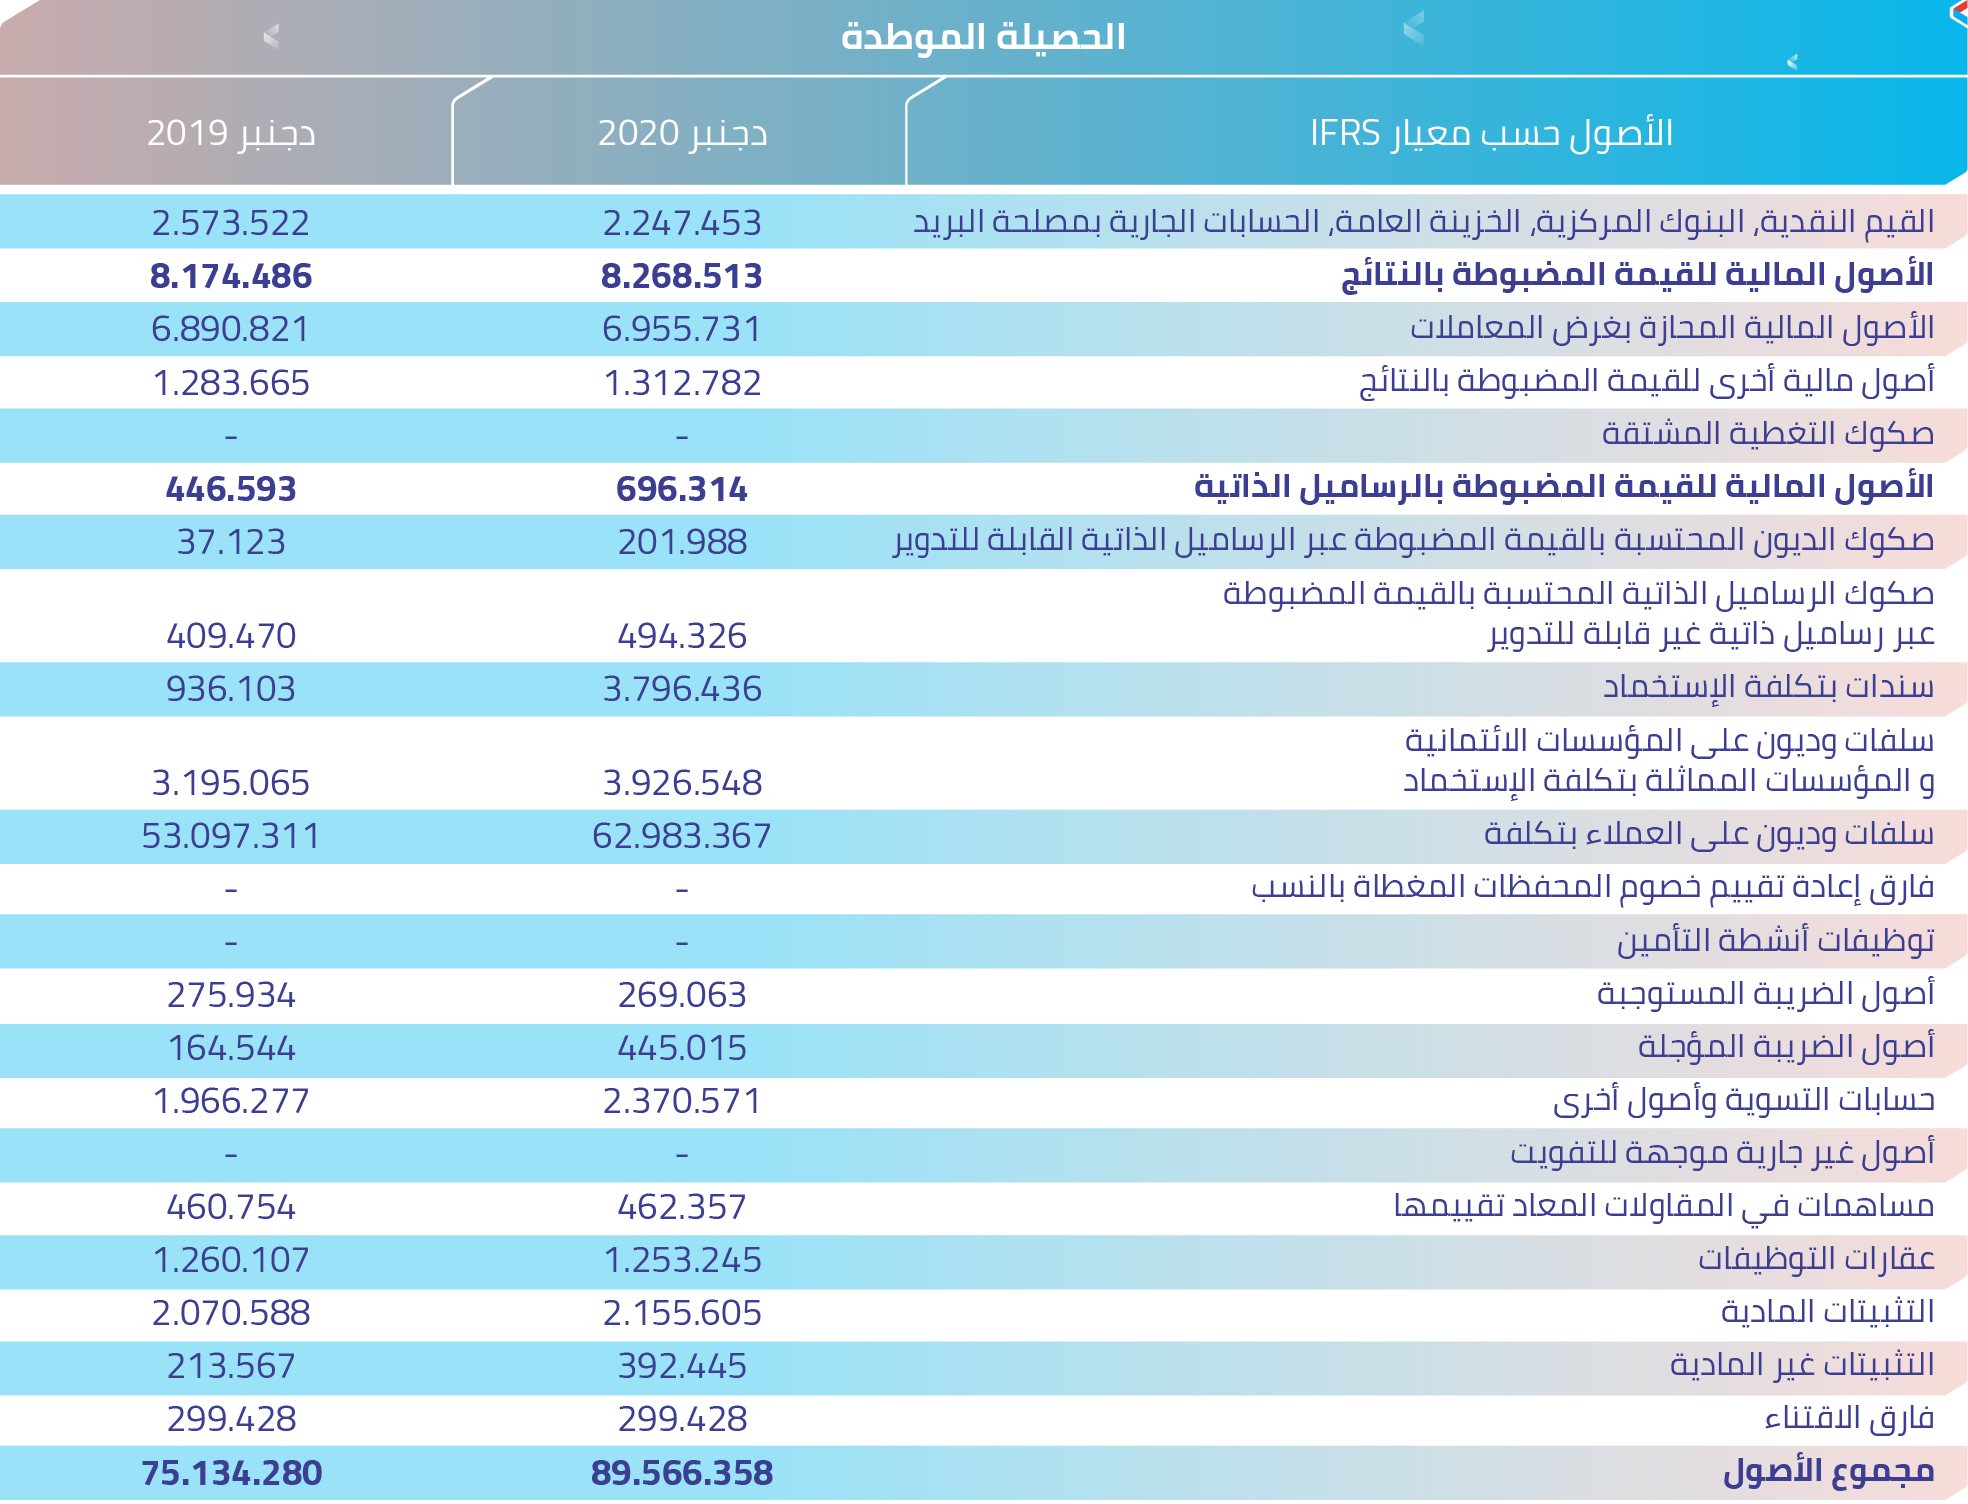 الحصيلة الموطدة
الأصول حسب معيار IFRS دجنبر 2020 دجنبر 2019
القيم النقدية, البنوك المركزية, الخزينة العامة, الحسابات الجارية بمصلحة البريد 2.247.453 2.573.522
الأصول المالية للقيمة المضبوطة بالنتائج 8.268.513 8.174.486
الأصول المالية المحازة بغرض المعاملات 6.955.731 6.890.821
أصول مالية أخرى للقيمة المضبوطة بالنتائج 1.312.782 1.283.665
صكوك التغطية المشتقة - -
الأصول المالية للقيمة المضبوطة بالرساميل الذاتية 696.314 446.593
صكوك الديون المحتسبة بالقيمة المضبوطة عبر الرساميل الذاتية القابلة للتدوير 201.988 37.123
صكوك الرساميل الذاتية المحتسبة بالقيمة المضبوطة
عبر رساميل ذاتية غير قابلة للتدوير 494.326 409.470
سندات بتكلفة الإستخماد 3.796.436 936.103
سلفات وديون على المؤسسات الائتمانية
و المؤسسات المماثلة بتكلفة الإستخماد 3.926.548 3.195.065
سلفات وديون على العملاء بتكلفة 62.983.367 53.097.311
فارق إعادة تقييم خصوم المحفظات المغطاة بالنسب - -
توظيفات أنشطة التأمين - -
أصول الضريبة المستوجبة 269.063 275.934
أصول الضريبة المؤجلة 445.015 164.544
حسابات التسوية وأصول أخرى 2.370.571 1.966.277
أصول غير جارية موجهة للتفويت - -
مساهمات في المقاولات المعاد تقييمها 462.357 460.754
عقارات التوظيفات 1.253.245 1.260.107
التثبيتات المادية 2.155.605 2.070.588
التثبيتات غير المادية 392.445 213.567
فارق الاقتناء 299.428 299.428
مجموع الأصول 89.566.358 75.134.280